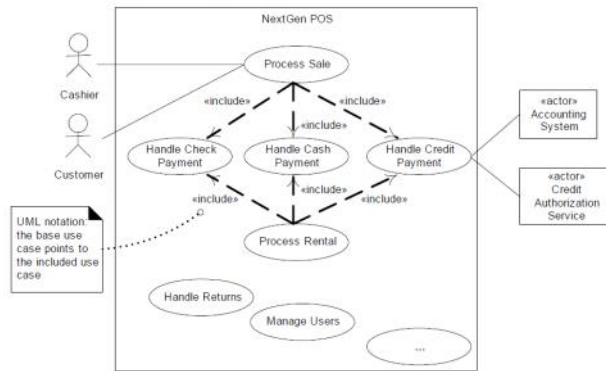 NextGen POS
Process Sale
Cashier
«include»
«include»
«include»
«actor»
Accounting
System
Handle Check
Payment
Handle Cash
Payment
Handle Credit
Payment
Customer
«actor»
Credit
Authorization
Service
«include»
«include»
«include»
UML notation:
the base use
case points to
the included use
case
Process Rental
Handle Returns
Manage Users
...